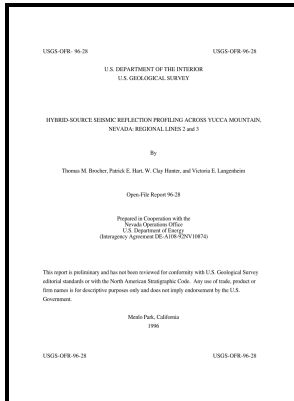 USGS-OFR- 96-28 USGS-OFR-96-28
U.S. DEPARTMENT OF THE INTERIOR
U.S. GEOLOGICAL SURVEY
HYBRID-SOURCE SEISMIC REFLECTION PROFILING ACROSS YUCCA MOUNTAIN,
NEVADA: REGIONAL LINES 2 and 3
By
Thomas M. Brocher, Patrick E. Hart, W. Clay Hunter, and Victoria E. Langenheim
Open-File Report 96-28
Prepared in Cooperation with the
Nevada Operations Office
U.S. Department of Energy
(Interagency Agreement DE-AI08-92NV10874)
This report is preliminary and has not been reviewed for conformity with U.S. Geological Survey
editorial standards or with the North American Stratigraphic Code. Any use of trade, product or
firm names is for descriptive purposes only and does not imply endorsement by the U.S.
Government.
Menlo Park, California
1996
USGS-OFR-96-28 USGS-OFR-96-28